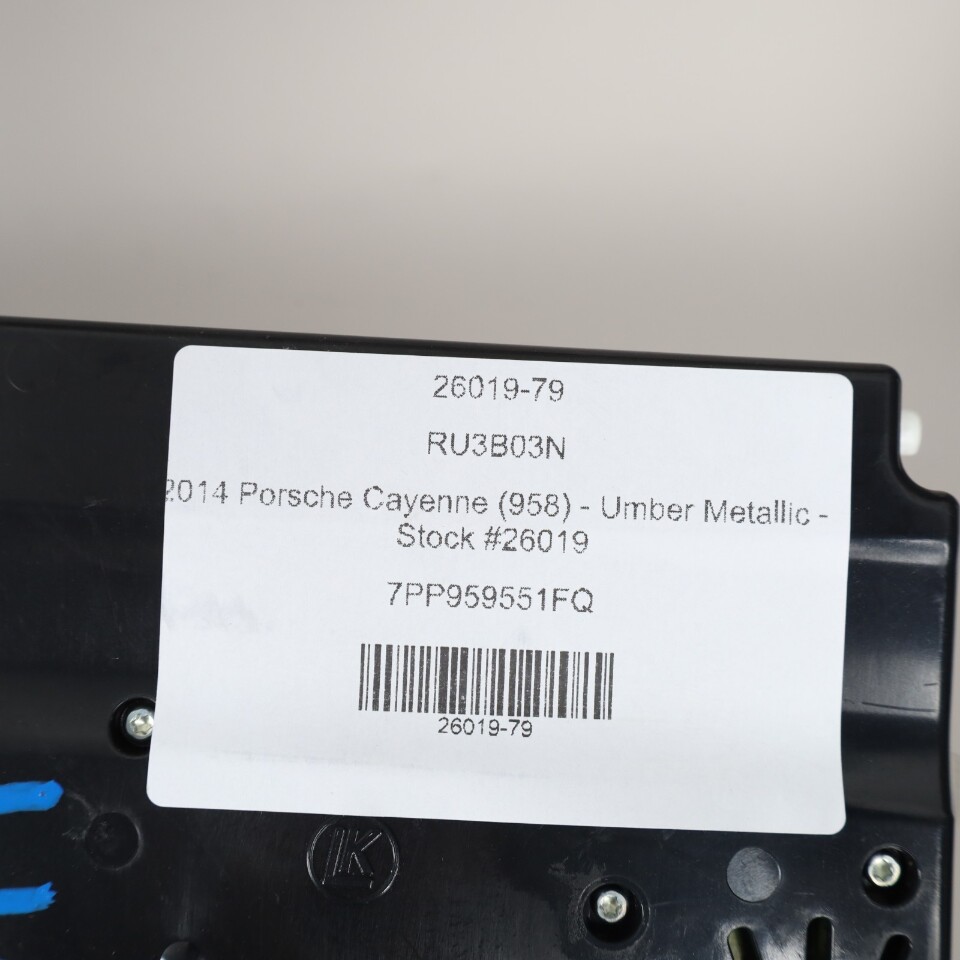 26019-79
RU3B03N
2014 Porsche Cayenne (958) - Umber Metallic -
Stock #26019
7PP959551FQ
26019-79
K